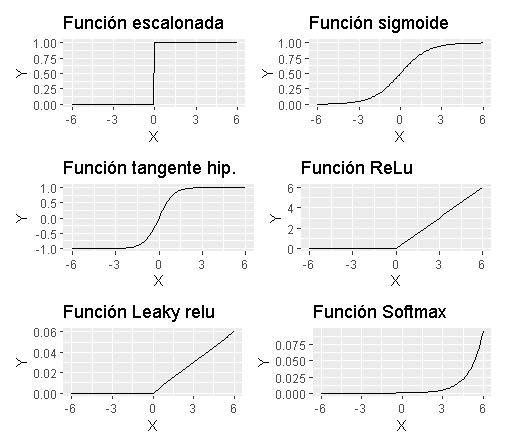 Función escalonada
1.00
0.75
0.50
0.25
0.00
Y
-6 -3 0 3 6
X
Función sigmoide
1.00
0.75
0.50
0.25
0.00
Y
-6 -3 0 3 6
X
Función tangente hip.
1.0
0.5
0.0
-0.5
-1.0
Y
-6 -3 0 3 6
X
Función ReLu
6
4
2
0
Y
-6 -3 0 3 6
X
Función Leaky relu
0.06
0.04
0.02
0.00
Y
-6 -3 0 3 6
X
Función Softmax
0.075
0.050
0.025
0.000
Y
-6 -3 0 3 6
X